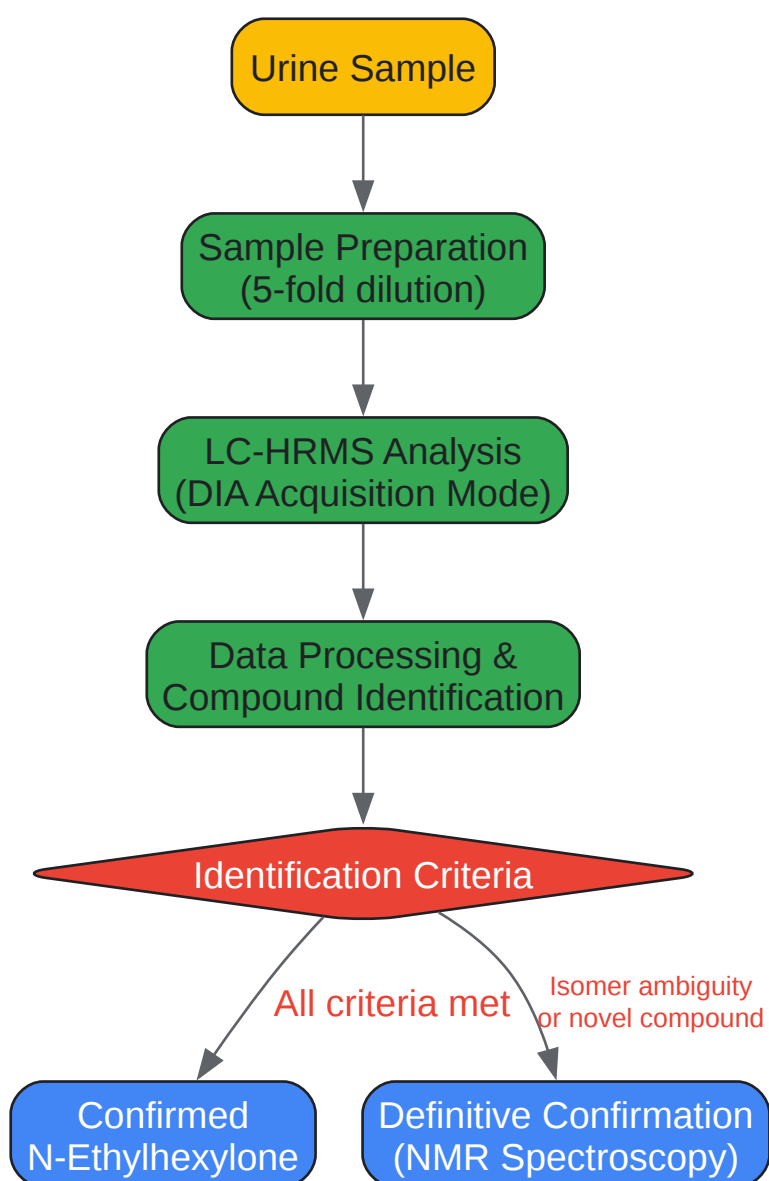 Urine Sample
Sample Preparation
(5-fold dilution)
LC-HRMS Analysis
(DIA Acquisition Mode)
Data Processing &
Compound Identification
Identification Criteria
All criteria met
Isomer ambiguity
or novel compound
Confirmed
N-Ethylhexylone
Definitive Confirmation
(NMR Spectroscopy)